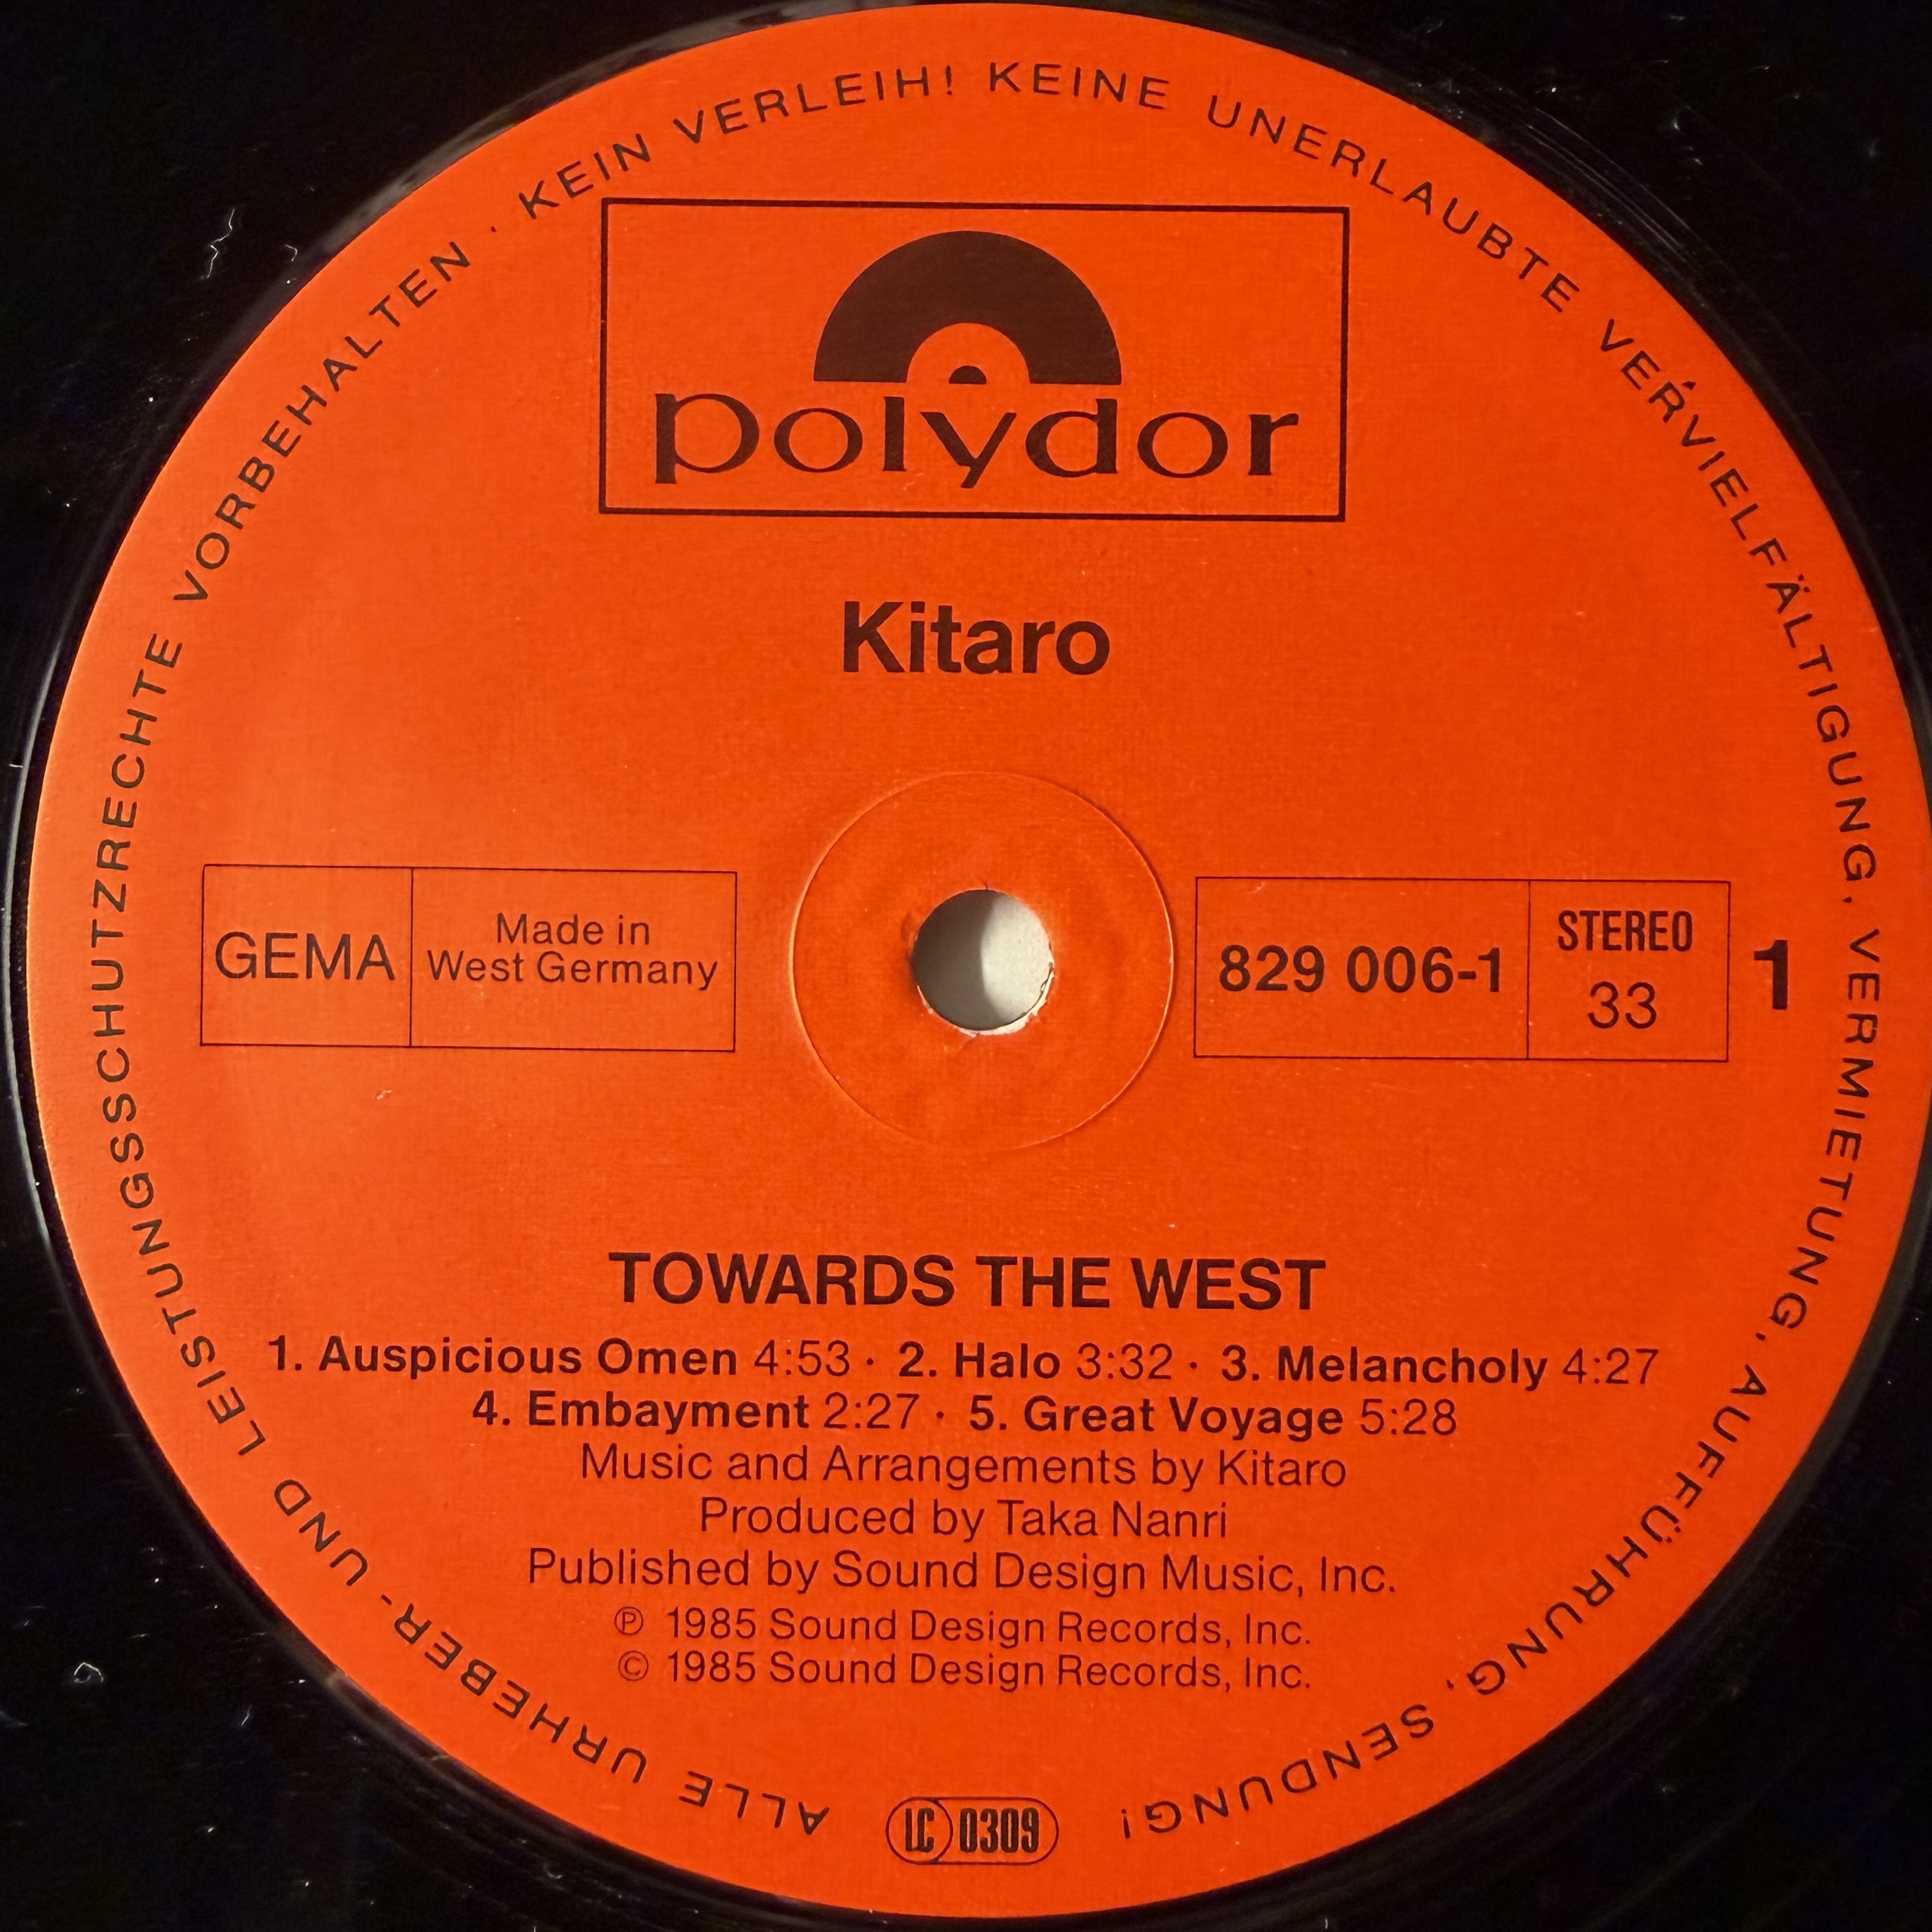 ALLE URHEBER- UND LEISTUNGSSCHUTZRECHTE VORBEHALTEN · KEIN VERLEIH! KEINE UNERLAUBTE VERVIELFÄLTIGUNG, VERMIETUNG, AUFFÜHRUNG, SENDUNG!
polydor
Kitaro
GEMA
Made in
West Germany
829 006-1
STEREO
33
1
TOWARDS THE WEST
1. Auspicious Omen 4:53 · 2. Halo 3:32 · 3. Melancholy 4:27
4. Embayment 2:27 · 5. Great Voyage 5:28
Music and Arrangements by Kitaro
Produced by Taka Nanri
Published by Sound Design Music, Inc.
℗ 1985 Sound Design Records, Inc.
© 1985 Sound Design Records, Inc.
LC 0309